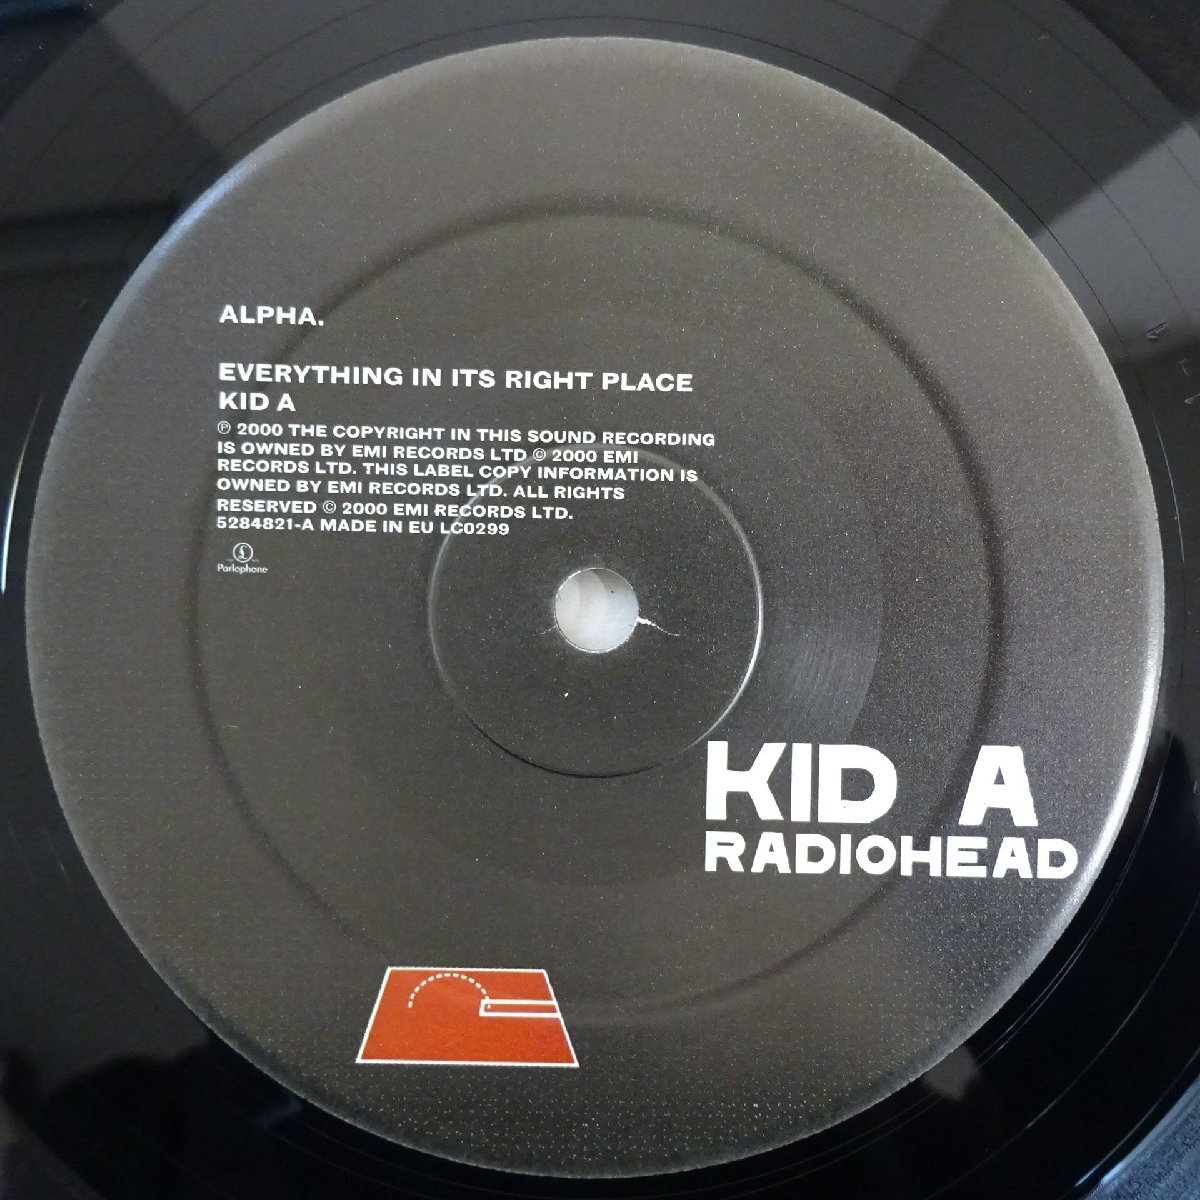 ALPHA.
EVERYTHING IN ITS RIGHT PLACE
KID A
℗ 2000 THE COPYRIGHT IN THIS SOUND RECORDING
IS OWNED BY EMI RECORDS LTD © 2000 EMI
RECORDS LTD. THIS LABEL COPY INFORMATION IS
OWNED BY EMI RECORDS LTD. ALL RIGHTS
RESERVED © 2000 EMI RECORDS LTD.
5284821-A MADE IN EU LC0299
£
Parlophone
KID A
RADIOHEAD